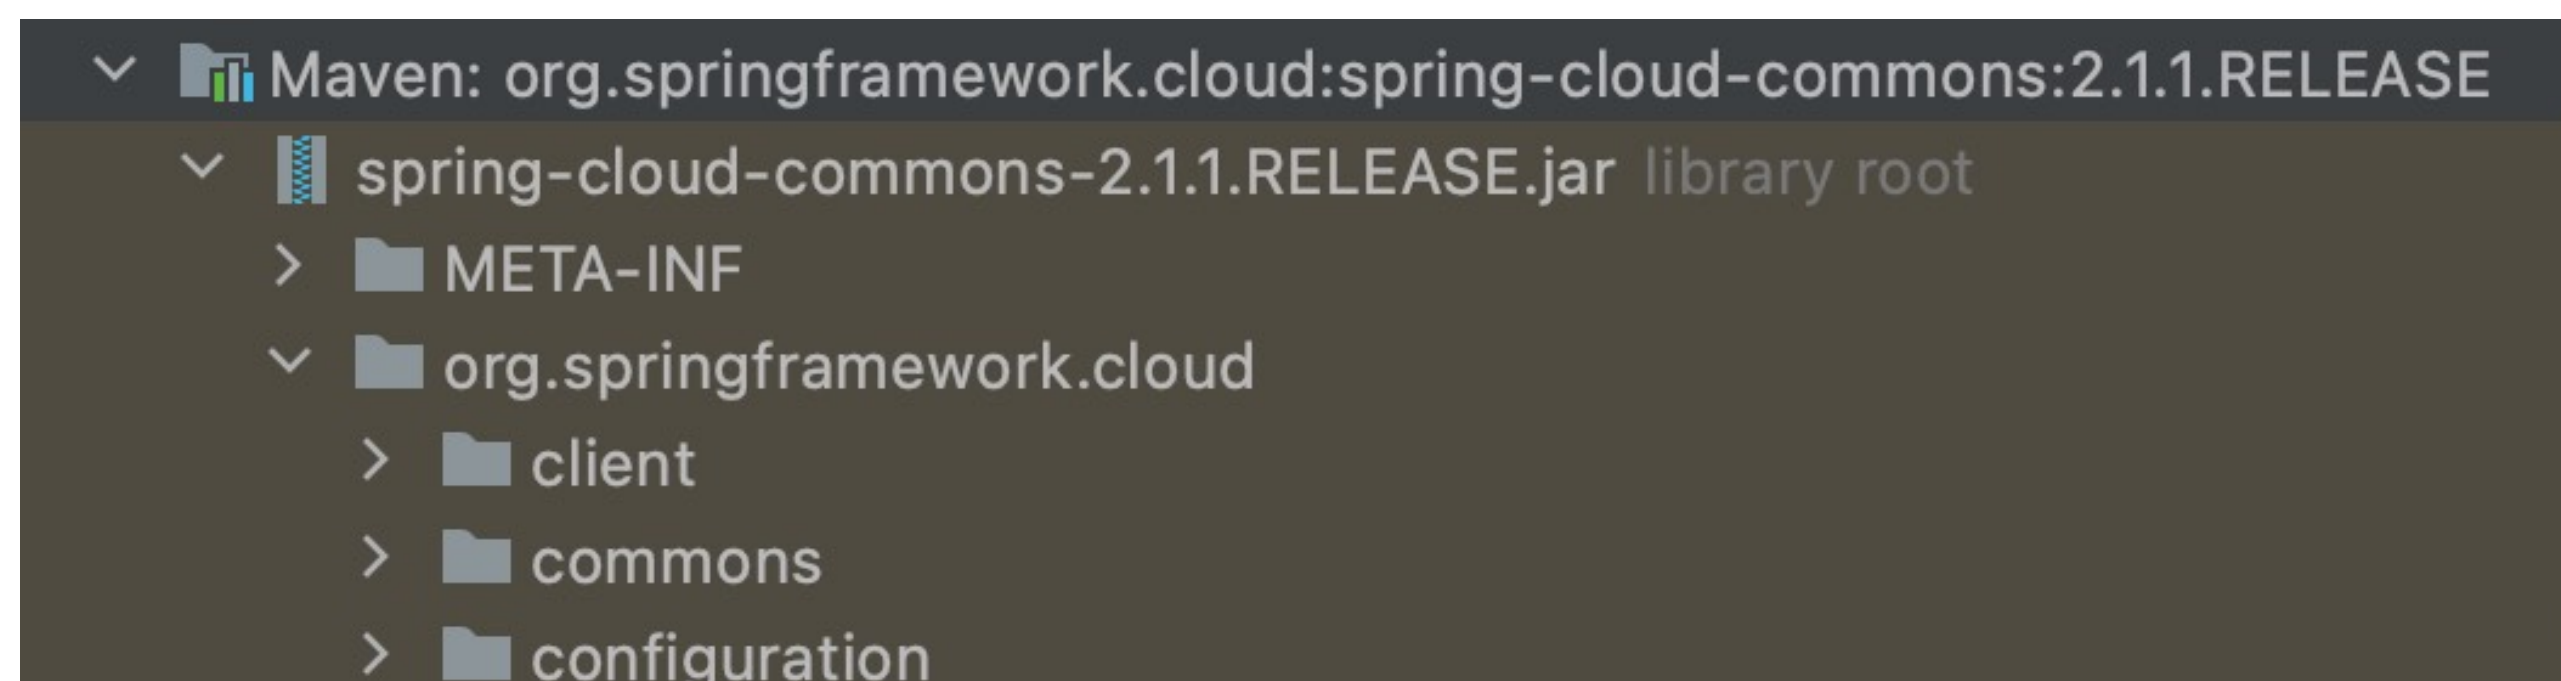 Maven: org.springframework.cloud:spring-cloud-commons:2.1.1.RELEASE
spring-cloud-commons-2.1.1.RELEASE.jar library root
META-INF
org.springframework.cloud
client
commons
configuration